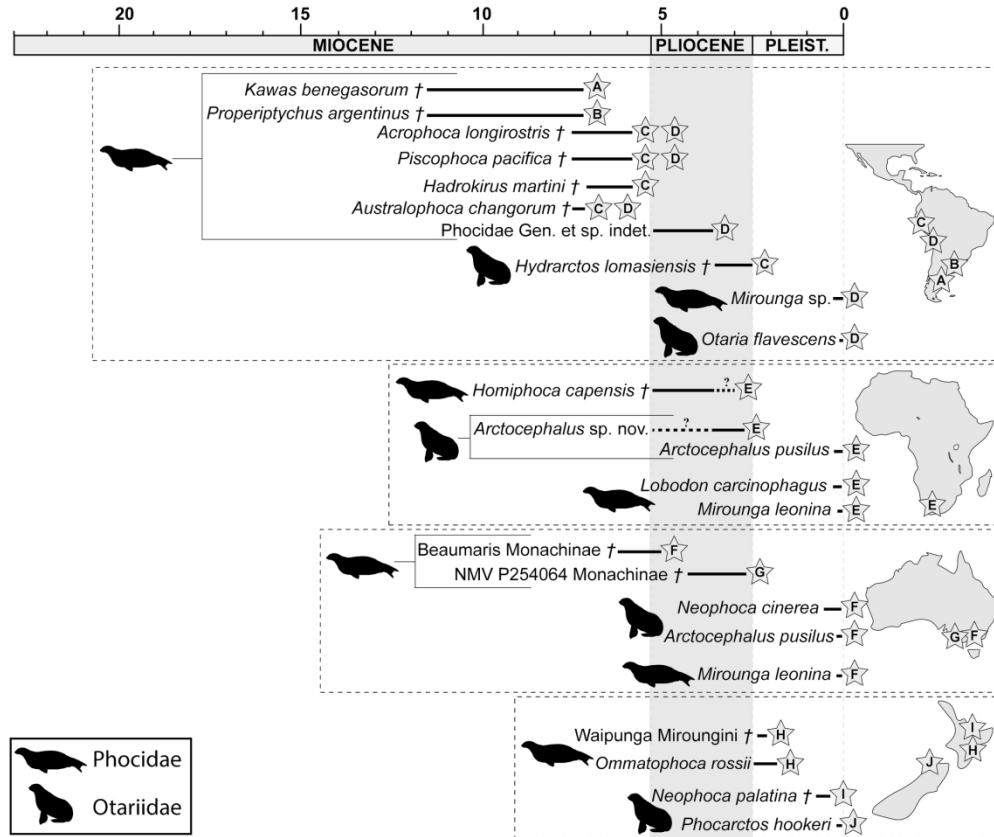 20 15 10 5 0
MIOCENE PLIOCENE PLEIST.
Kawas benegasorum † A
Properiptychus argentinus † B
Acrophoca longirostris † C D
Piscophoca pacifica † C D
Hadrokirus martini † C
Australophoca changorum † C D
Phocidae Gen. et sp. indet. D
Hydrarctos lomasiensis † C
Mirounga sp. D
Otaria flavescens D
C
D
B
A
Homiphoca capensis † ? E
Arctocephalus sp. nov. ? E
Arctocephalus pusilus E
Lobodon carcinophagus E
Mirounga leonina E
E
Beaumaris Monachinae † F
NMV P254064 Monachinae † G
Neophoca cinerea F
Arctocephalus pusilus F
Mirounga leonina F
G F
Waipunga Miroungini † H
Ommatophoca rossii H
Neophoca palatina † I
Phocarctos hookeri J
I
H
J
Phocidae
Otariidae